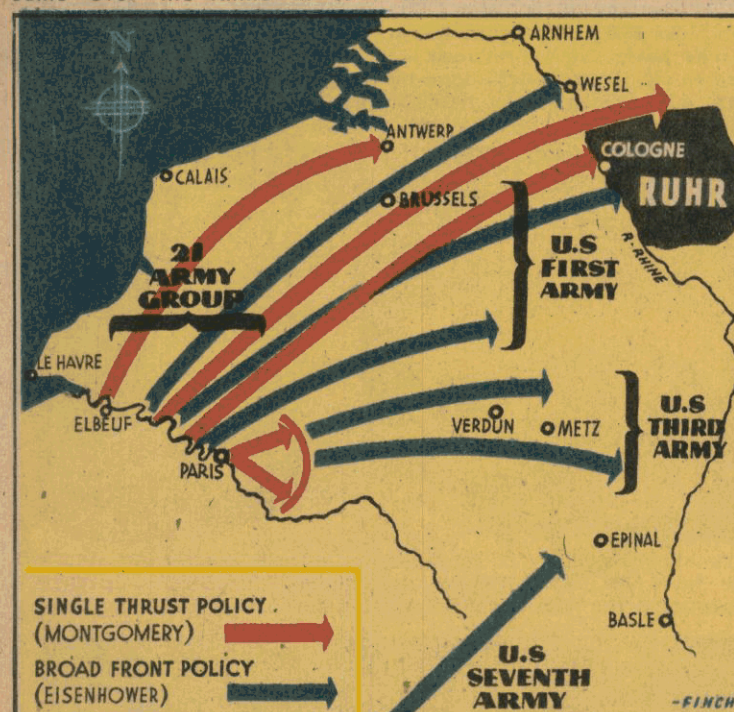 N
ARNHEM
WESEL
ANTWERP
COLOGNE
CALAIS
BRUSSELS
RUHR
21
ARMY
GROUP
U.S
FIRST
ARMY
R.RHINE
LE HAVRE
ELBEUF
PARIS
VERDUN
METZ
U.S
THIRD
ARMY
EPINAL
BASLE
SINGLE THRUST POLICY.
(MONTGOMERY)
BROAD FRONT POLICY
(EISENHOWER)
U.S
SEVENTH
ARMY
-FINCH